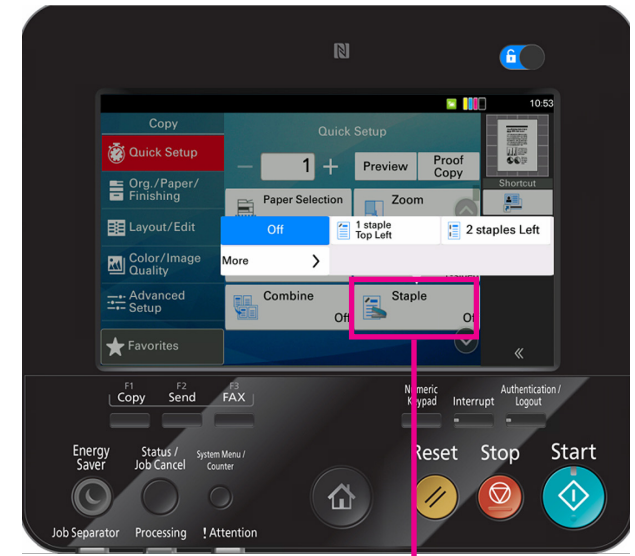 10:53
Copy
Quick Setup
Quick Setup
1
Preview
Proof
Copy
Shortcut
Org./Paper/
Finishing
Paper Selection
Zoom
Layout/Edit
Off
1 staple
Top Left
2 staples Left
More
Color/Image
Quality
Advanced
Setup
Combine
Off
Staple
Off
Favorites
F1
Copy
F2
Send
F3
FAX
Numeric
Keypad
Interrupt
Authentication /
Logout
Energy
Saver
Status /
Job Cancel
System Menu /
Counter
Reset
Stop
Start
Job Separator
Processing
! Attention